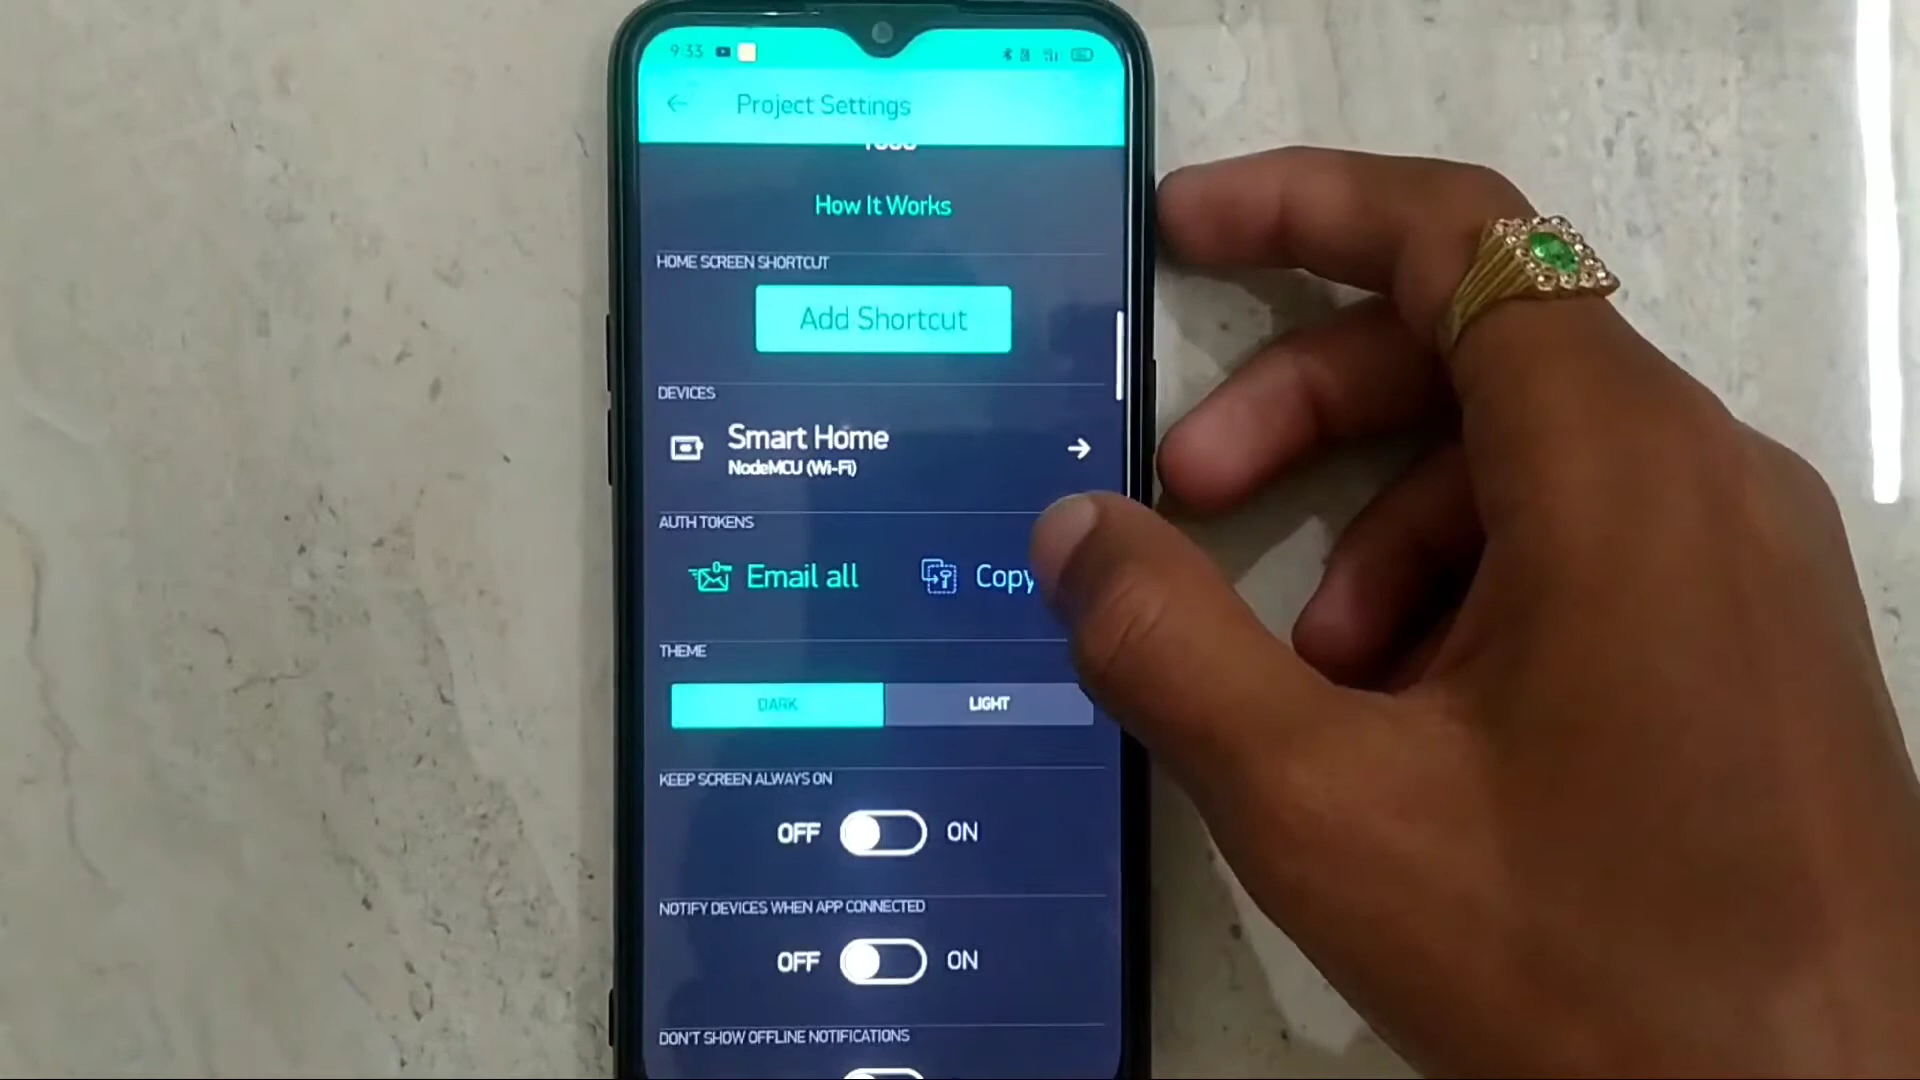 9:33
Project Settings
How It Works
HOME SCREEN SHORTCUT
Add Shortcut
DEVICES
Smart Home
NodeMCU (Wi-Fi)
AUTH TOKENS
Email all
Copy
THEME
DARK
LIGHT
KEEP SCREEN ALWAYS ON
OFF
ON
NOTIFY DEVICES WHEN APP CONNECTED
OFF
ON
DON'T SHOW OFFLINE NOTIFICATIONS